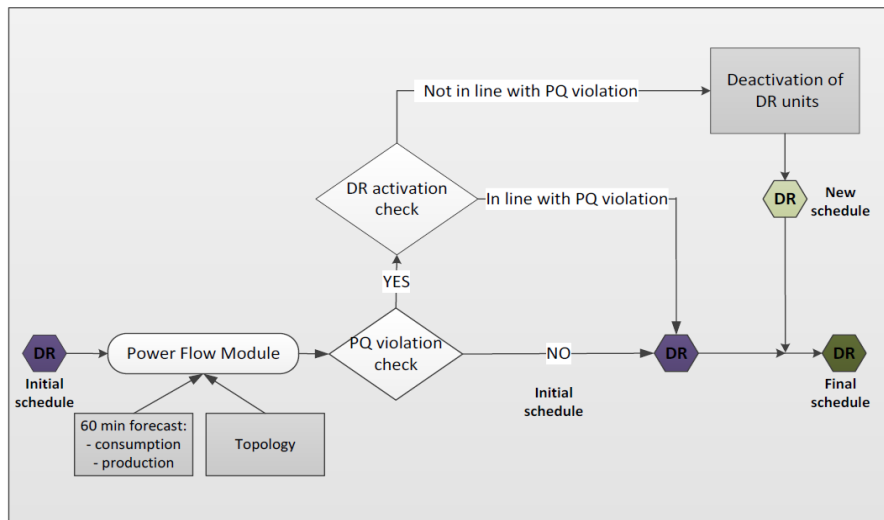 Not in line with PQ violation
Deactivation of
DR units
DR activation
check
In line with PQ violation
DR
New
schedule
YES
DR
Initial
schedule
Power Flow Module
PQ violation
check
NO
Initial
schedule
DR
DR
Final
schedule
60 min forecast:
- consumption
- production
Topology